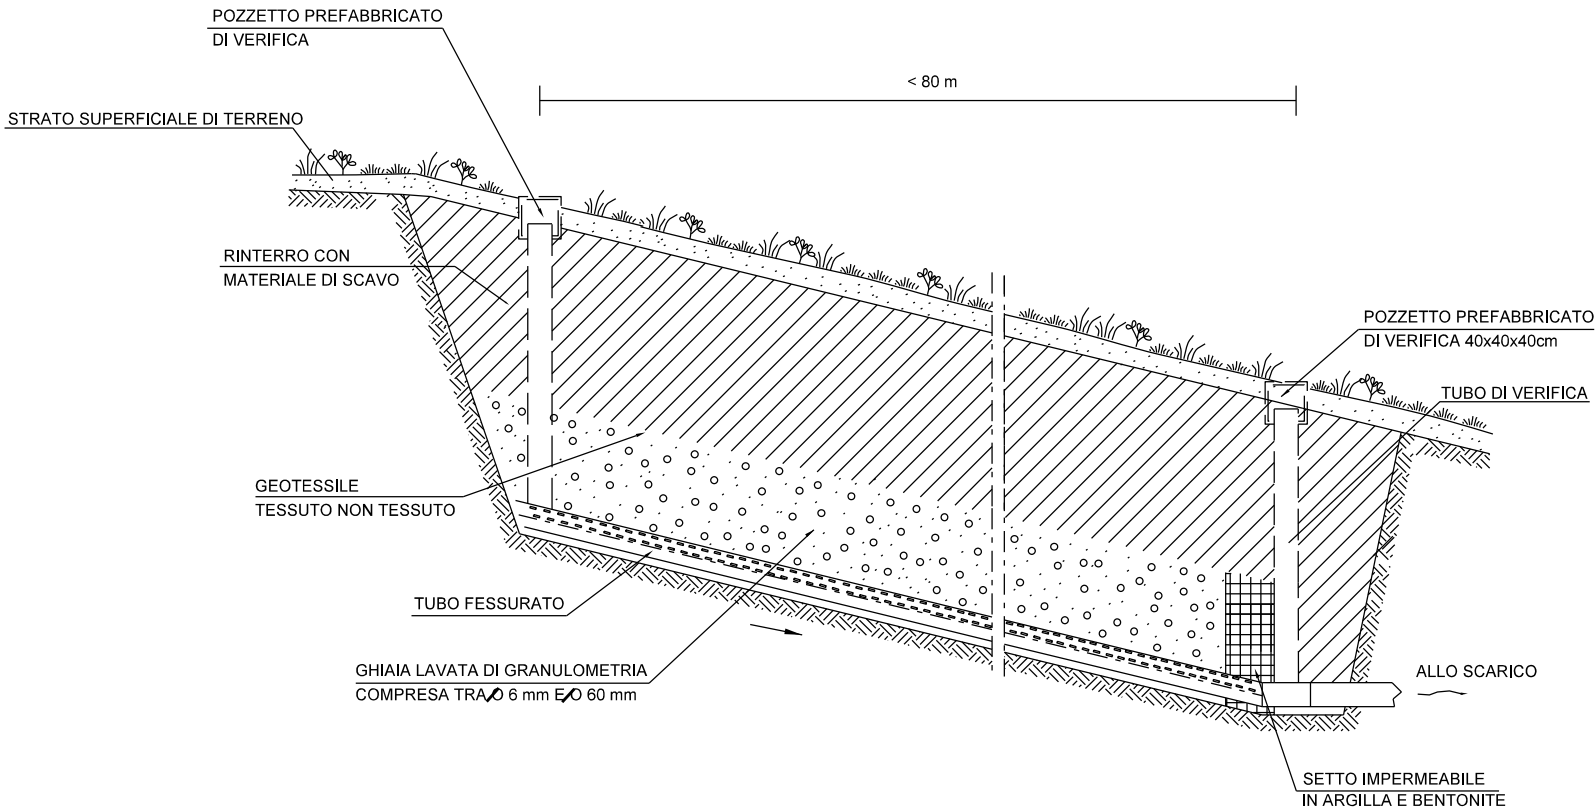 POZZETTO PREFABBRICATO
DI VERIFICA
< 80 m
STRATO SUPERFICIALE DI TERRENO
RINTERRO CON
MATERIALE DI SCAVO
POZZETTO PREFABBRICATO
DI VERIFICA 40x40x40cm
TUBO DI VERIFICA
GEOTESSILE
TESSUTO NON TESSUTO
TUBO FESSURATO
GHIAIA LAVATA DI GRANULOMETRIA
COMPRESA TRA Ø 6 mm E Ø 60 mm
ALLO SCARICO
SETTO IMPERMEABILE
IN ARGILLA E BENTONITE